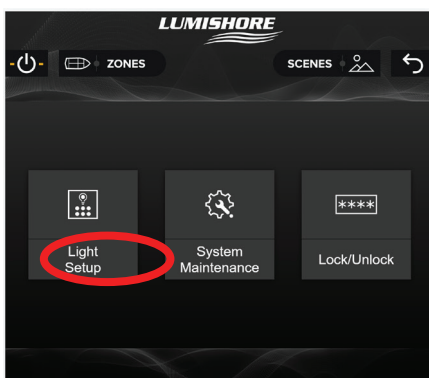 LUMISHORE
ZONES
SCENES
****
Light
Setup
System
Maintenance
Lock/Unlock